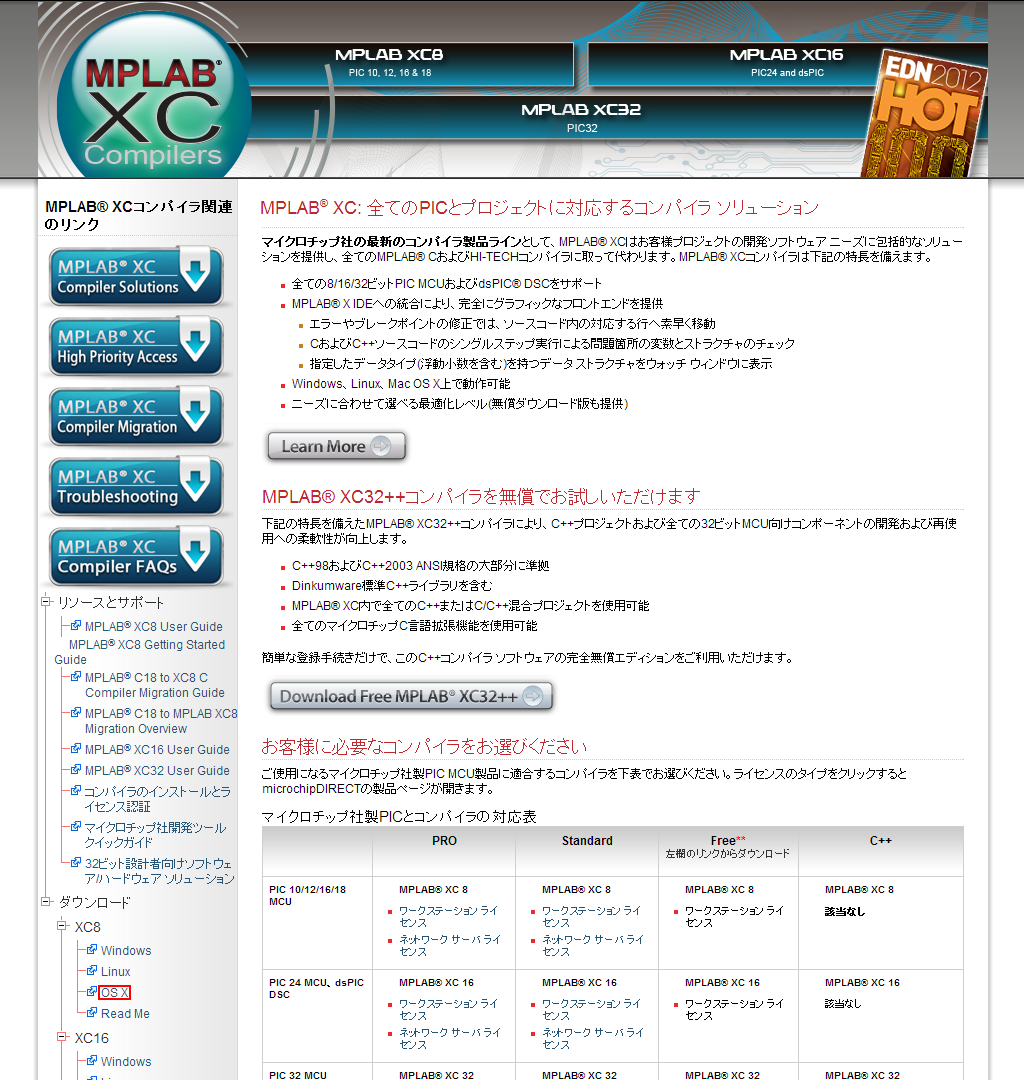 MPLAB®
XC
Compilers
MPLAB XC8
PIC 10, 12, 16 & 18
MPLAB XC16
PIC24 and dsPIC
MPLAB XC32
PIC32
EDN 2012
HOT
100
MPLAB® XCコンパイラ関連
のリンク
MPLAB® XC
Compiler Solutions
MPLAB® XC
High Priority Access
MPLAB® XC
Compiler Migration
MPLAB® XC
Troubleshooting
MPLAB® XC
Compiler FAQs
リソースとサポート
MPLAB® XC8 User Guide
MPLAB® XC8 Getting Started
Guide
MPLAB® C18 to XC8 C
Compiler Migration Guide
MPLAB® C18 to MPLAB XC8
Migration Overview
MPLAB® XC16 User Guide
MPLAB® XC32 User Guide
コンパイラのインストールとラ
イセンス認証
マイクロチップ社開発ツール
クイックガイド
32ビット設計者向けソフトウェ
ア/ハードウェア ソリューション
ダウンロード
XC8
Windows
Linux
OS X
Read Me
XC16
Windows
MPLAB® XC: 全てのPICとプロジェクトに対応するコンパイラ ソリューション
マイクロチップ社の最新のコンパイラ製品ラインとして、MPLAB® XCはお客様プロジェクトの開発ソフトウェア ニーズに包括的なソリュー
ションを提供し、全てのMPLAB® CおよびHI-TECHコンパイラに取って代わります。MPLAB® XCコンパイラは下記の特長を備えます。
全ての8/16/32ビットPIC MCUおよびdsPIC® DSCをサポート
MPLAB® X IDEへの統合により、完全にグラフィックなフロントエンドを提供
エラーやブレークポイントの修正では、ソースコード内の対応する行へ素早く移動
CおよびC++ソースコードのシングルステップ実行による問題箇所の変数とストラクチャのチェック
指定したデータタイプ(浮動小数を含む)を持つデータ ストラクチャをウォッチ ウィンドウに表示
Windows、Linux、Mac OS X上で動作可能
ニーズに合わせて選べる最適化レベル(無償ダウンロード版も提供)
Learn More
MPLAB® XC32++コンパイラを無償でお試しいただけます
下記の特長を備えたMPLAB® XC32++コンパイラにより、C++プロジェクトおよび全ての32ビットMCU向けコンポーネントの開発および再使
用への柔軟性が向上します。
C++98およびC++2003 ANSI規格の大部分に準拠
Dinkumware標準C++ライブラリを含む
MPLAB® XC内で全てのC++またはC/C++混合プロジェクトを使用可能
全てのマイクロチップC言語拡張機能を使用可能
簡単な登録手続きだけで、このC++コンパイラ ソフトウェアの完全無償エディションをご利用いただけます。
Download Free MPLAB® XC32++
お客様に必要なコンパイラをお選びください
ご使用になるマイクロチップ社製PIC MCU製品に適合するコンパイラを下表でお選びください。ライセンスのタイプをクリックすると
microchipDIRECTの製品ページが開きます。
マイクロチップ社製PICとコンパイラの対応表
PRO Standard Free** C++
左欄のリンクからダウンロード
PIC 10/12/16/18 MPLAB® XC 8 MPLAB® XC 8 MPLAB® XC 8 MPLAB® XC 8
MCU
ワークステーション ライ ワークステーション ライ ワークステーション ライ 該当なし
センス センス センス
ネットワーク サーバ ライ ネットワーク サーバ ライ
センス センス
PIC 24 MCU、dsPIC MPLAB® XC 16 MPLAB® XC 16 MPLAB® XC 16 MPLAB® XC 16
DSC
ワークステーション ライ ワークステーション ライ ワークステーション ライ 該当なし
センス センス センス
ネットワーク サーバ ライ ネットワーク サーバ ライ
センス センス
PIC 32 MCU MPLAB® XC 32 MPLAB® XC 32 MPLAB® XC 32 MPLAB® XC 32